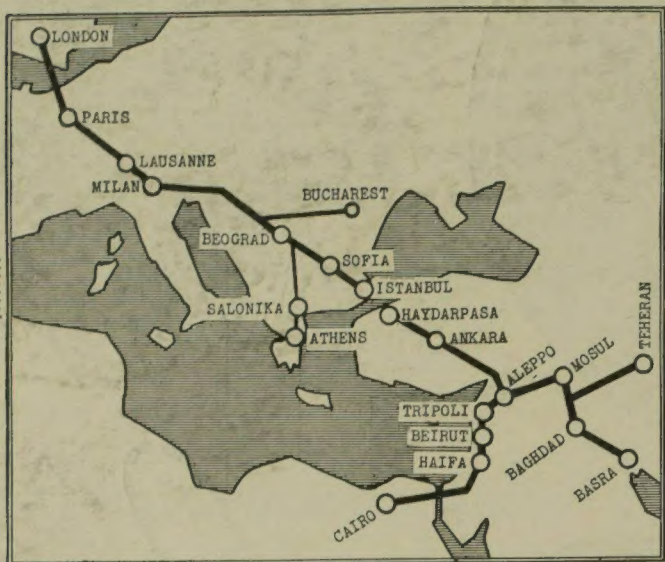 LONDON
PARIS
LAUSANNE
MILAN
BUCHAREST
BEOGRAD
SOFIA
ISTANBUL
SALONIKA
HAYDARPASA
ATHENS
ANKARA
TEHERAN
MOSUL
ALEPPO
TRIPOLI
BEIRUT
HAIFA
BAGHDAD
BASRA
CAIRO